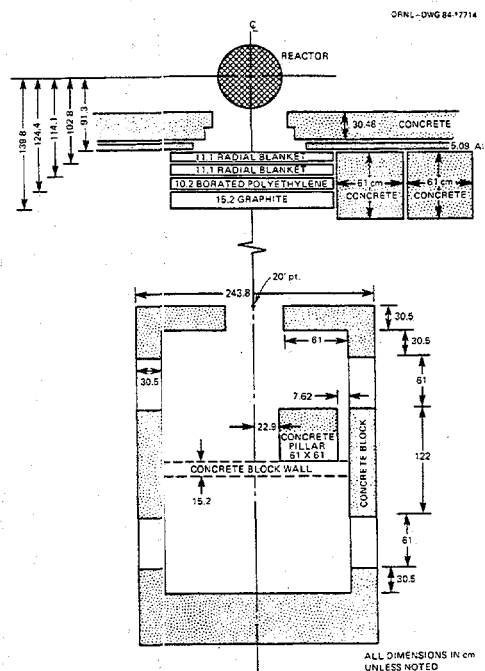 ORNL-DWG 84-17714
℄
REACTOR
30.48
CONCRETE
139.8
124.4
114.1
102.8
91.3
11.1 RADIAL BLANKET
11.1 RADIAL BLANKET
10.2 BORATED POLYETHYLENE
15.2 GRAPHITE
5.09
61 cm
CONCRETE
61 cm
CONCRETE
20' pt.
243.8
30.5
61
30.5
30.5
61
7.62
22.9
CONCRETE
PILLAR
61 X 61
CONCRETE BLOCK WALL
15.2
CONCRETE BLOCK
122
61
30.5
ALL DIMENSIONS IN cm
UNLESS NOTED